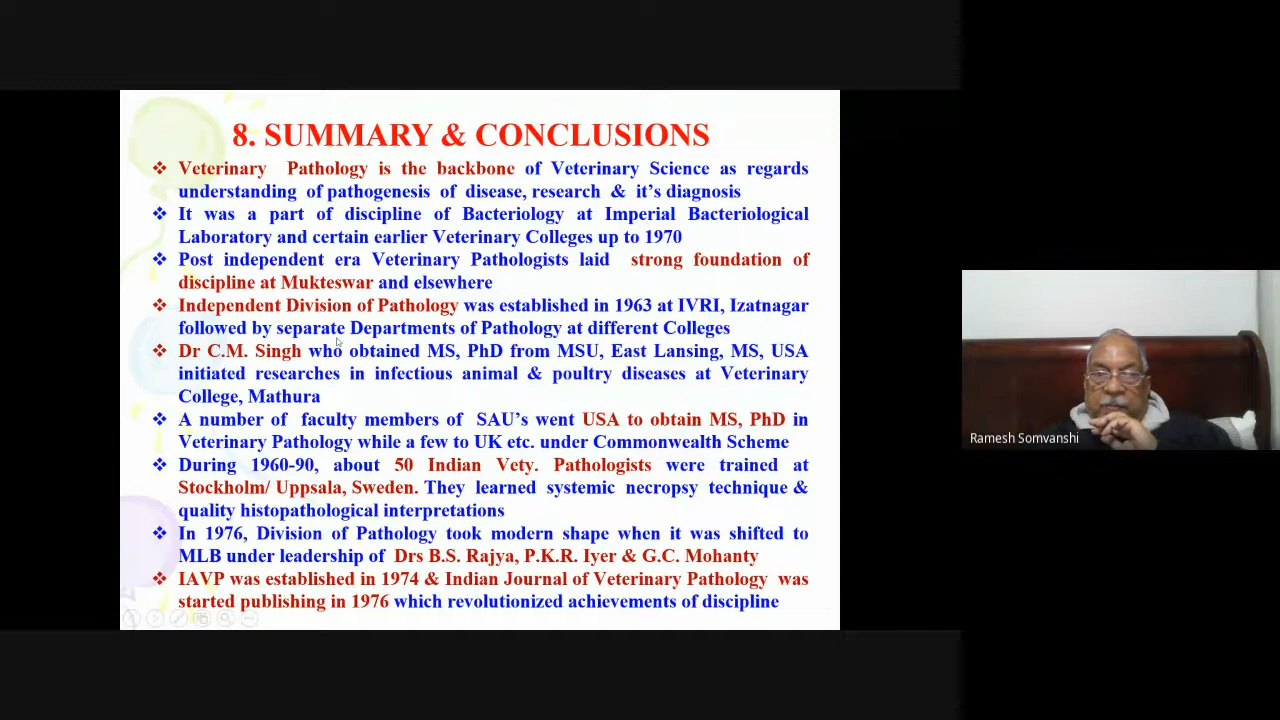 8. SUMMARY & CONCLUSIONS
❖ Veterinary Pathology is the backbone of Veterinary Science as regards
understanding of pathogenesis of disease, research & it's diagnosis
❖ It was a part of discipline of Bacteriology at Imperial Bacteriological
Laboratory and certain earlier Veterinary Colleges up to 1970
❖ Post independent era Veterinary Pathologists laid strong foundation of
discipline at Mukteswar and elsewhere
❖ Independent Division of Pathology was established in 1963 at IVRI, Izatnagar
followed by separate Departments of Pathology at different Colleges
❖ Dr C.M. Singh who obtained MS, PhD from MSU, East Lansing, MS, USA
initiated researches in infectious animal & poultry diseases at Veterinary
College, Mathura
❖ A number of faculty members of SAU's went USA to obtain MS, PhD in
Veterinary Pathology while a few to UK etc. under Commonwealth Scheme
❖ During 1960-90, about 50 Indian Vety. Pathologists were trained at
Stockholm/ Uppsala, Sweden. They learned systemic necropsy technique &
quality histopathological interpretations
❖ In 1976, Division of Pathology took modern shape when it was shifted to
MLB under leadership of Drs B.S. Rajya, P.K.R. Iyer & G.C. Mohanty
❖ IAVP was established in 1974 & Indian Journal of Veterinary Pathology was
started publishing in 1976 which revolutionized achievements of discipline
Ramesh Somvanshi